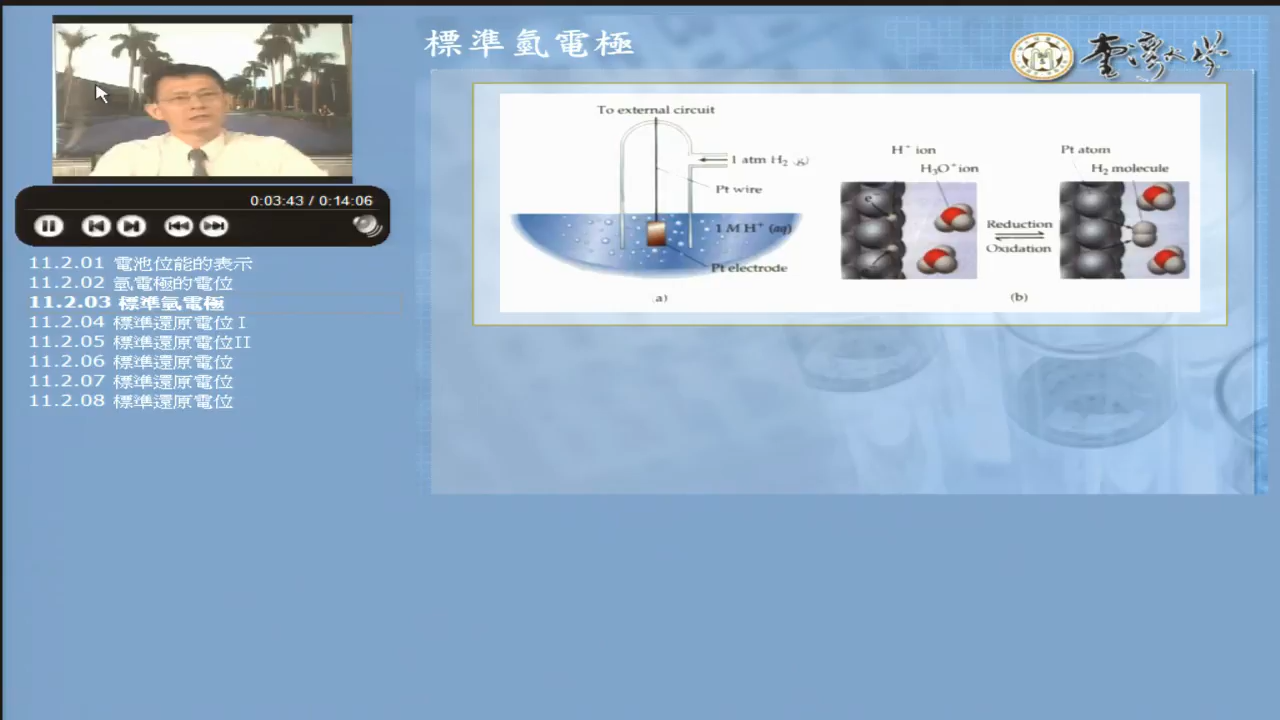 標準氫電極
臺灣大學
To external circuit
1 atm H₂ (g)
Pt wire
1 M H⁺ (aq)
Pt electrode
(a)
H⁺ ion
H₃O⁺ ion
e⁻
Reduction
Oxidation
Pt atom
H₂ molecule
(b)
0:03:43 / 0:14:06
11.2.01 電池位能的表示
11.2.02 氫電極的電位
11.2.03 標準氫電極
11.2.04 標準還原電位 I
11.2.05 標準還原電位II
11.2.06 標準還原電位
11.2.07 標準還原電位
11.2.08 標準還原電位